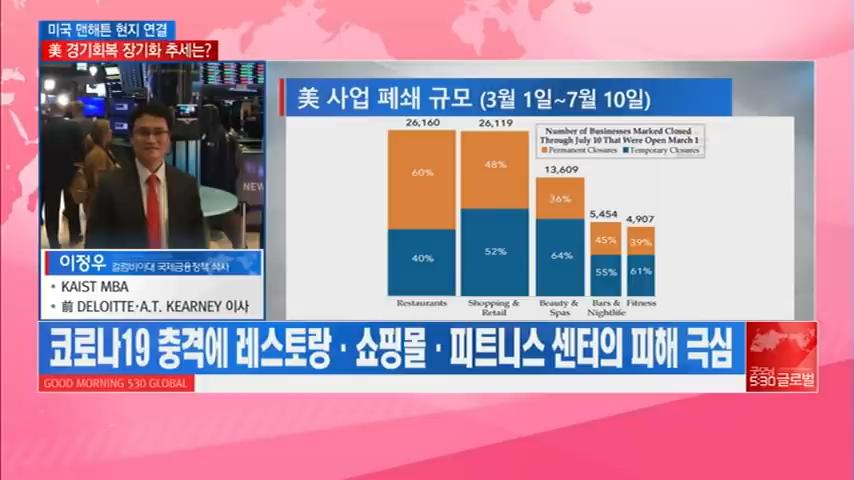 미국 맨해튼 현지 연결
美 경기회복 장기화 추세는?
美 사업 폐쇄 규모 (3월 1일~7월 10일)
Number of Businesses Marked Closed
Through July 10 That Were Open March 1
Permanent Closures Temporary Closures
26,160
60%
40%
Restaurants
26,119
48%
52%
Shopping &
Retail
13,609
36%
64%
Beauty &
Spas
5,454
45%
55%
Bars &
Nightlife
4,907
39%
61%
Fitness
NEW
이정우 컬럼비아대 국제금융정책 석사
• KAIST MBA
• 前 DELOITTE·A.T. KEARNEY 이사
코로나19 충격에 레스토랑·쇼핑몰·피트니스 센터의 피해 극심
GOOD MORNING 530 GLOBAL
굿모닝
5:30 글로벌